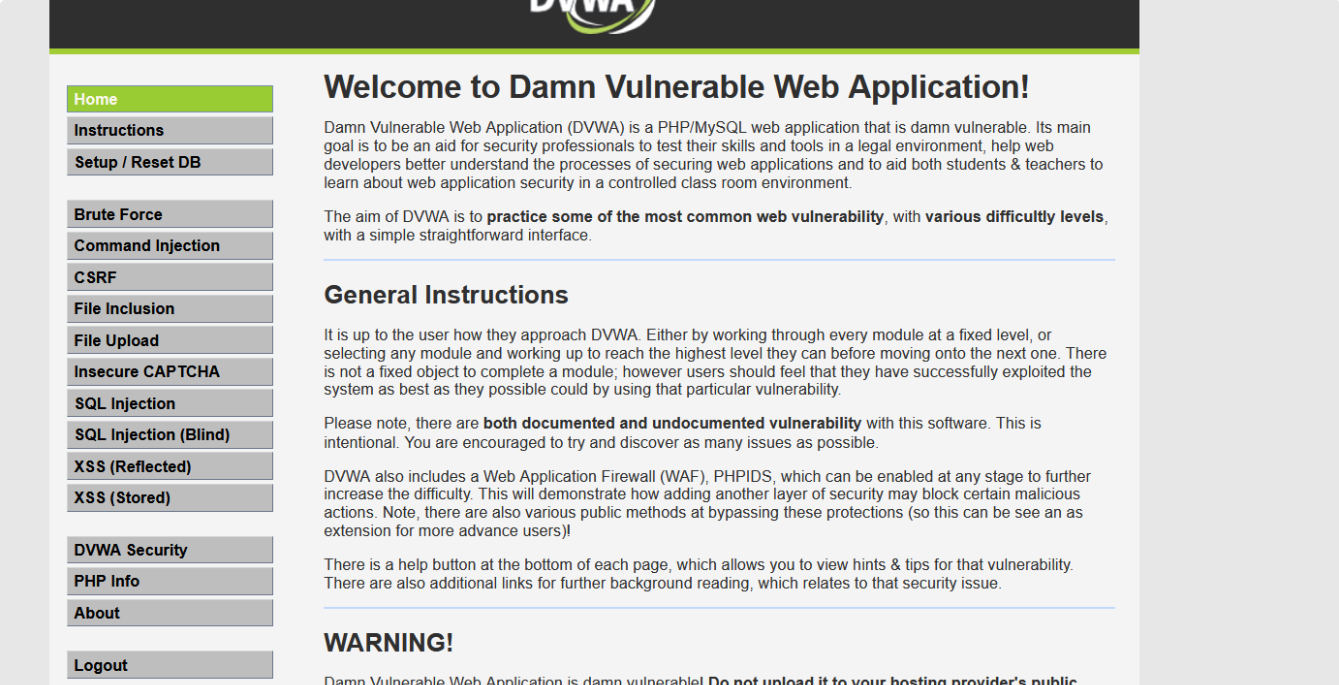 DVWA
Home
Instructions
Setup / Reset DB
Brute Force
Command Injection
CSRF
File Inclusion
File Upload
Insecure CAPTCHA
SQL Injection
SQL Injection (Blind)
XSS (Reflected)
XSS (Stored)
DVWA Security
PHP Info
About
Logout
Welcome to Damn Vulnerable Web Application!
Damn Vulnerable Web Application (DVWA) is a PHP/MySQL web application that is damn vulnerable. Its main
goal is to be an aid for security professionals to test their skills and tools in a legal environment, help web
developers better understand the processes of securing web applications and to aid both students & teachers to
learn about web application security in a controlled class room environment.
The aim of DVWA is to practice some of the most common web vulnerability, with various difficultly levels,
with a simple straightforward interface.
General Instructions
It is up to the user how they approach DVWA. Either by working through every module at a fixed level, or
selecting any module and working up to reach the highest level they can before moving onto the next one. There
is not a fixed object to complete a module; however users should feel that they have successfully exploited the
system as best as they possible could by using that particular vulnerability.
Please note, there are both documented and undocumented vulnerability with this software. This is
intentional. You are encouraged to try and discover as many issues as possible.
DVWA also includes a Web Application Firewall (WAF), PHPIDS, which can be enabled at any stage to further
increase the difficulty. This will demonstrate how adding another layer of security may block certain malicious
actions. Note, there are also various public methods at bypassing these protections (so this can be see an as
extension for more advance users)!
There is a help button at the bottom of each page, which allows you to view hints & tips for that vulnerability.
There are also additional links for further background reading, which relates to that security issue.
WARNING!
Damn Vulnerable Web Application is damn vulnerable! Do not upload it to your hosting provider's public